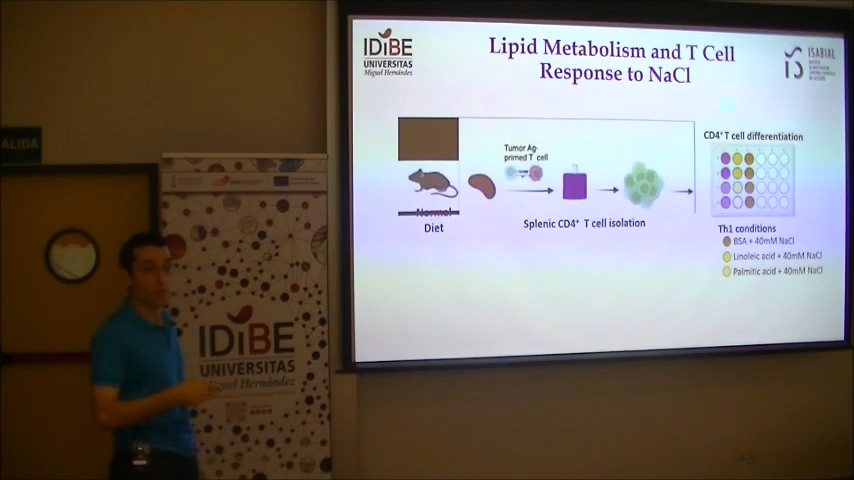 ALIDA
IDiBE
UNIVERSITAS
Miguel Hernández
Lipid Metabolism and T Cell
Response to NaCl
ISABIAL
Tumor Ag-
primed T cell
Normal
Diet
Splenic CD4⁺ T cell isolation
CD4⁺ T cell differentiation
Th1 conditions
BSA + 40mM NaCl
Linoleic acid + 40mM NaCl
Palmitic acid + 40mM NaCl
IDiBE
UNIVERSITAS
Miguel Hernández